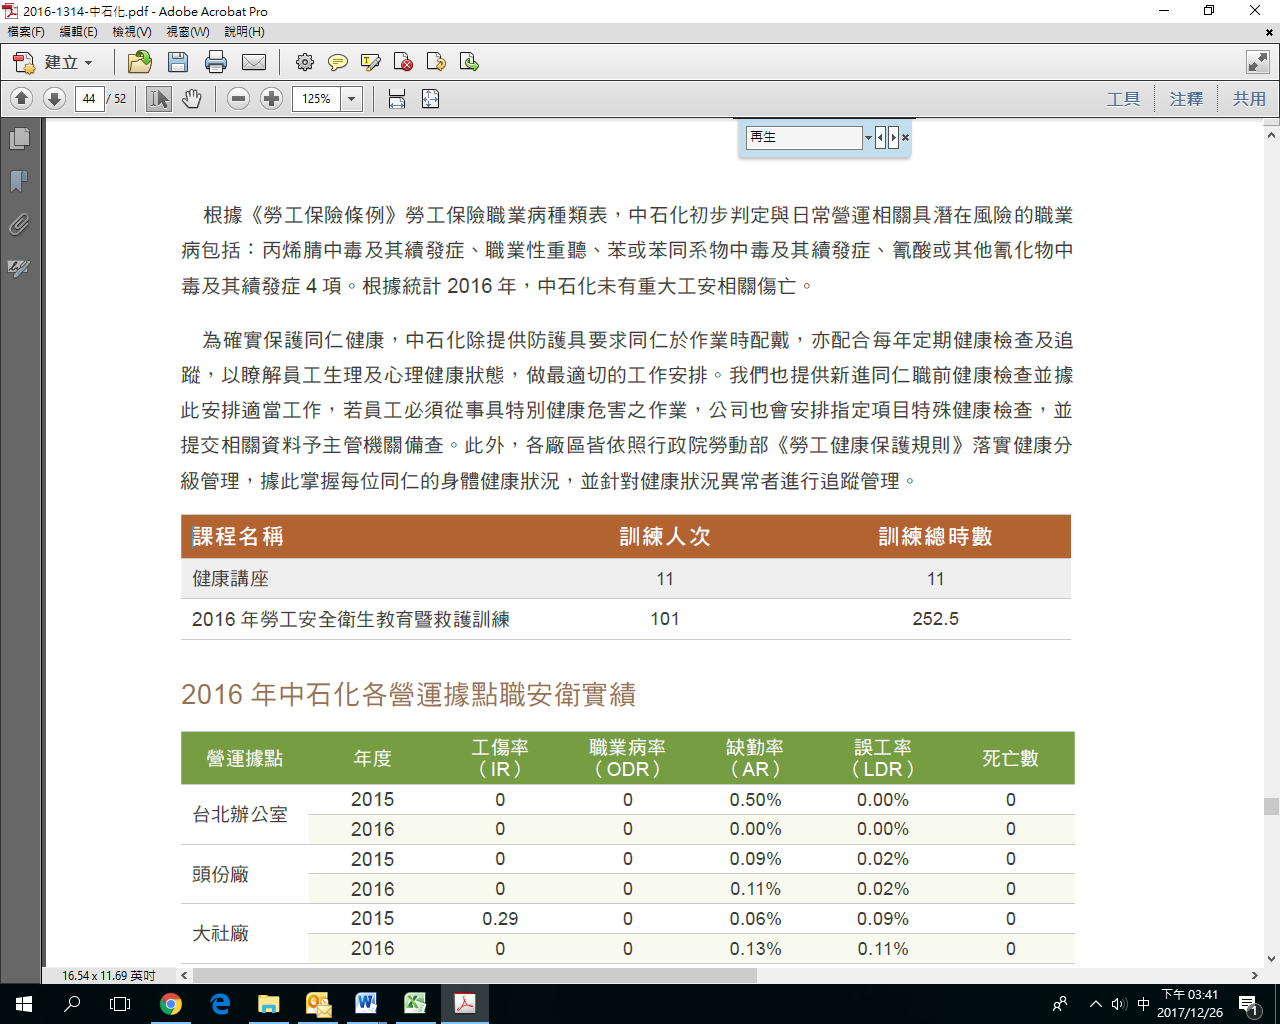 2016-1314-中石化.pdf - Adobe Acrobat Pro
檔案(F) 編輯(E) 檢視(V) 視窗(W) 說明(H)
建立
44 / 52 125% 工具 注釋 共用
再生
根據《勞工保險條例》勞工保險職業病種類表，中石化初步判定與日常營運相關具潛在風險的職業
病包括：丙烯腈中毒及其續發症、職業性重聽、苯或苯同系物中毒及其續發症、氰酸或其他氰化物中
毒及其續發症 4 項。根據統計 2016 年，中石化未有重大工安相關傷亡。
為確實保護同仁健康，中石化除提供防護具要求同仁於作業時配戴，亦配合每年定期健康檢查及追
蹤，以瞭解員工生理及心理健康狀態，做最適切的工作安排。我們也提供新進同仁職前健康檢查並據
此安排適當工作，若員工必須從事具特別健康危害之作業，公司也會安排指定項目特殊健康檢查，並
提交相關資料予主管機關備查。此外，各廠區皆依照行政院勞動部《勞工健康保護規則》落實健康分
級管理，據此掌握每位同仁的身體健康狀況，並針對健康狀況異常者進行追蹤管理。
課程名稱 訓練人次 訓練總時數
健康講座 11 11
2016 年勞工安全衛生教育暨救護訓練 101 252.5
2016 年中石化各營運據點職安衛實績
營運據點 年度 工傷率（IR） 職業病率（ODR） 缺勤率（AR） 誤工率（LDR） 死亡數
台北辦公室 2015 0 0 0.50% 0.00% 0
2016 0 0 0.00% 0.00% 0
頭份廠 2015 0 0 0.09% 0.02% 0
2016 0 0 0.11% 0.02% 0
大社廠 2015 0.29 0 0.06% 0.09% 0
2016 0 0 0.13% 0.11% 0
16.54 x 11.69 英吋
中 下午 03:41
2017/12/26 1